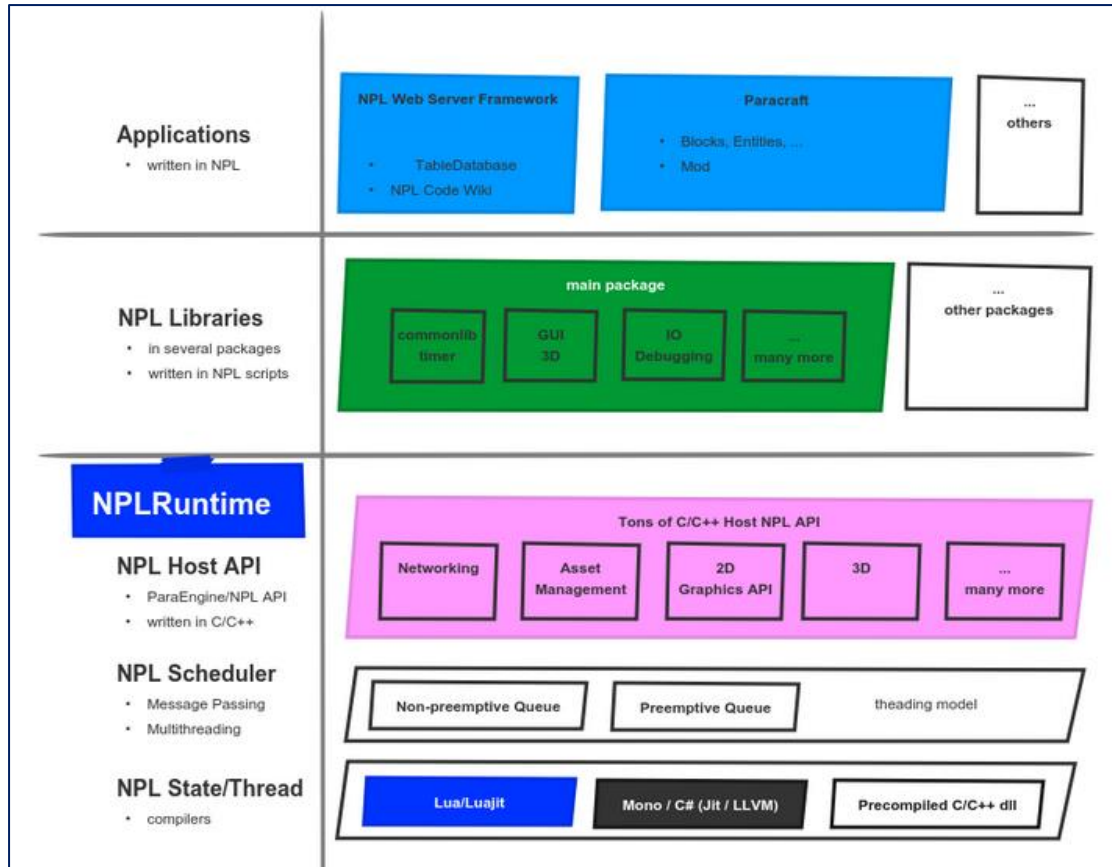 Applications
• written in NPL
NPL Web Server Framework
• TableDatabase
• NPL Code Wiki
Paracraft
• Blocks, Entities, ...
• Mod
...
others
NPL Libraries
• in several packages
• written in NPL scripts
main package
commonlib
timer
GUI
3D
IO
Debugging
...
many more
...
other packages
NPLRuntime
NPL Host API
• ParaEngine/NPL API
• written in C/C++
Tons of C/C++ Host NPL API
Networking
Asset
Management
2D
Graphics API
3D
...
many more
NPL Scheduler
• Message Passing
• Multithreading
Non-preemptive Queue
Preemptive Queue
theading model
NPL State/Thread
• compilers
Lua/Luajit
Mono / C# (Jit / LLVM)
Precompiled C/C++ dll